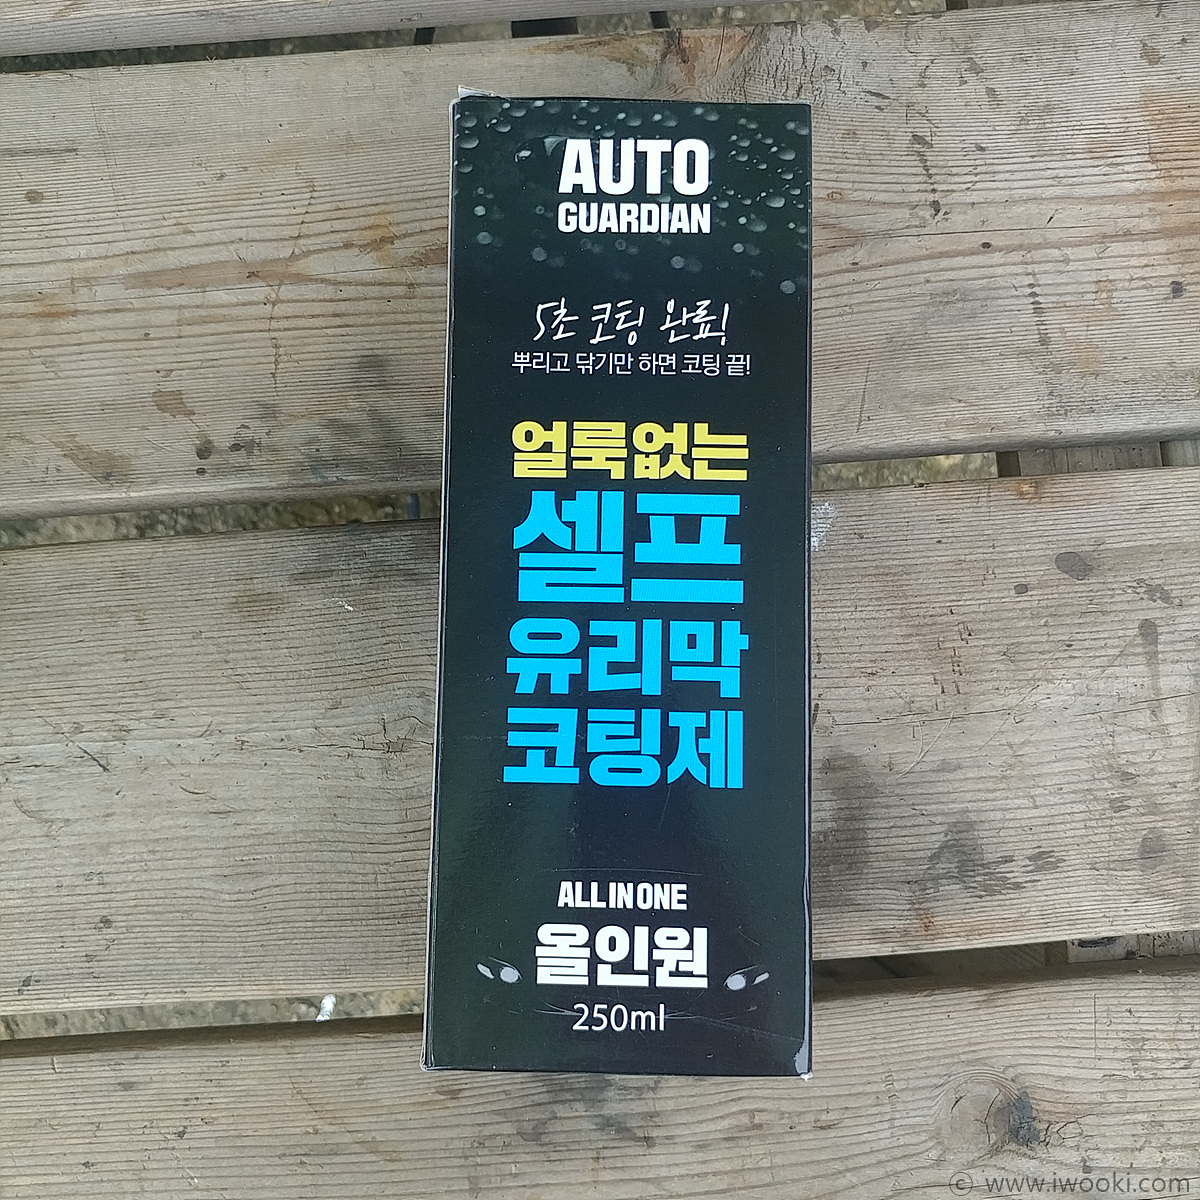 AUTO
GUARDIAN
5초 코팅 완료!
뿌리고 닦기만 하면 코팅 끝!
얼룩없는
셀프
유리막
코팅제
ALL IN ONE
올인원
250ml
© www.iwooki.com